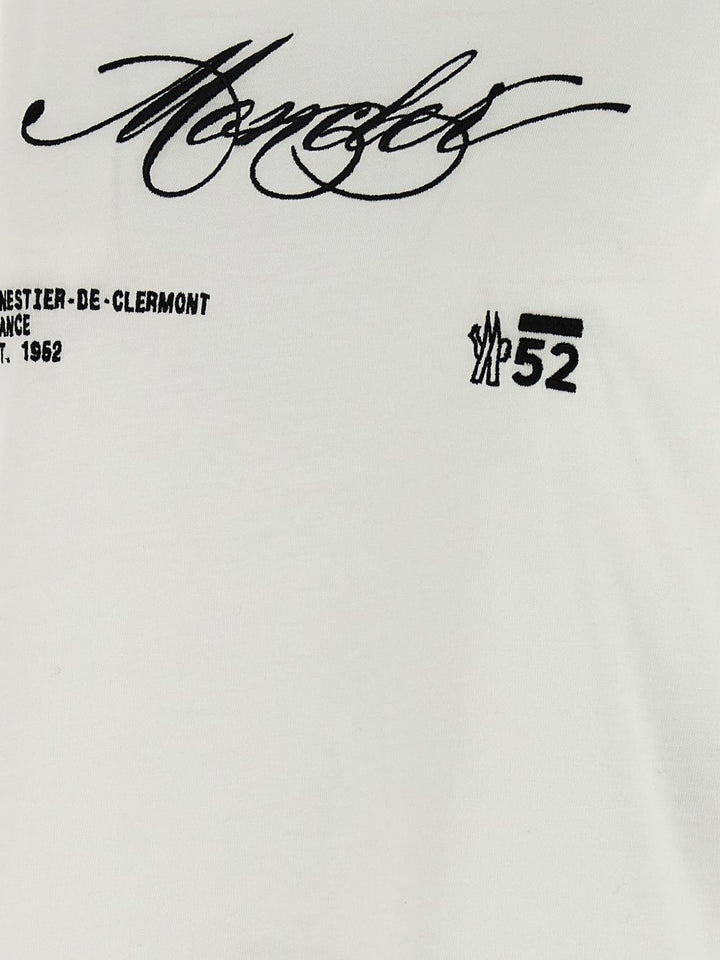 Moncler
NESTIER-DE-CLERMONT
ANCE
T. 1952
52